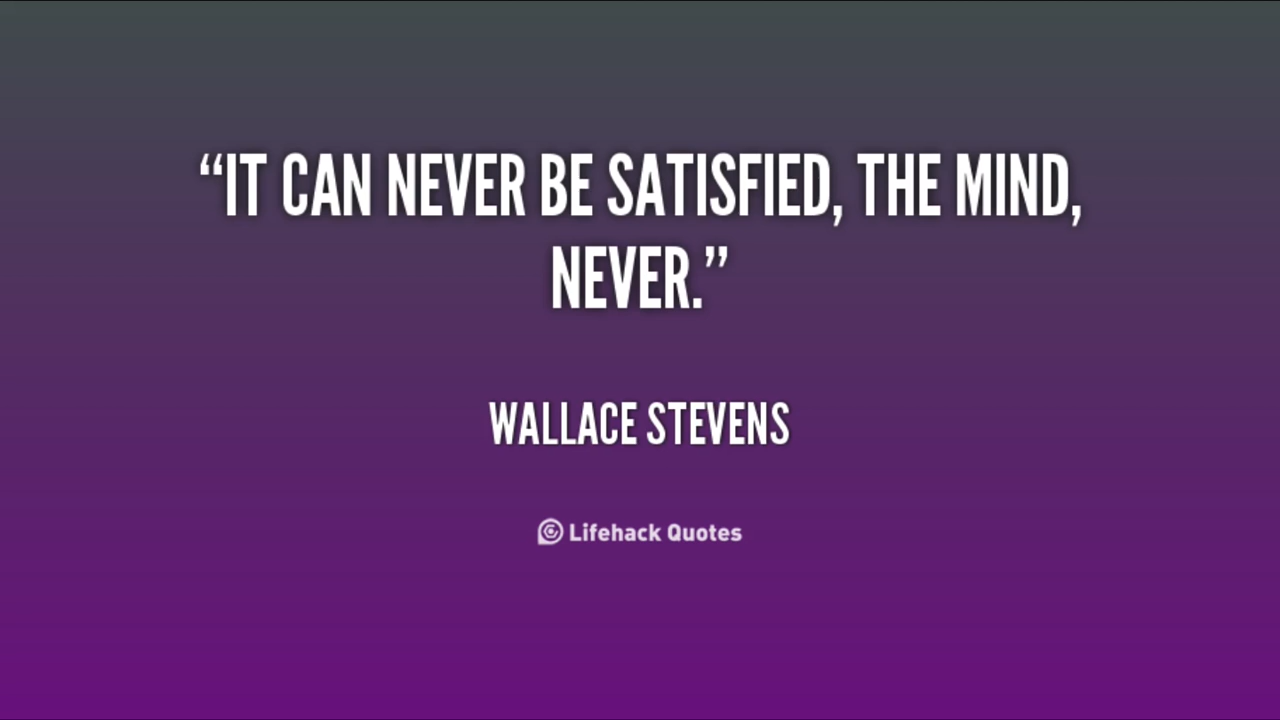 “IT CAN NEVER BE SATISFIED, THE MIND,
NEVER.”
WALLACE STEVENS
Lifehack Quotes